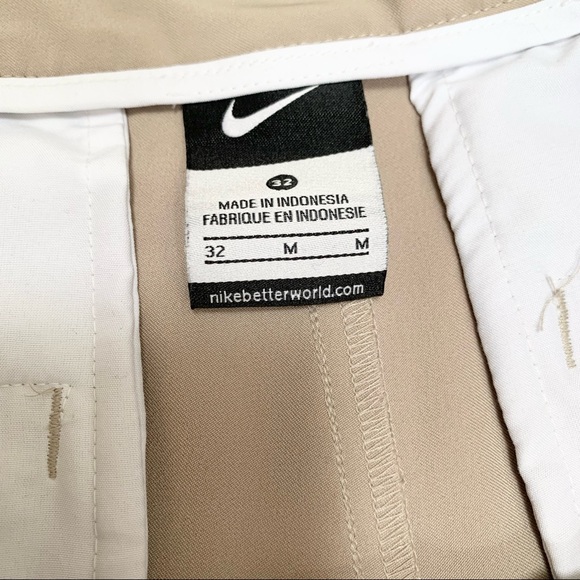 32
MADE IN INDONESIA
FABRIQUE EN INDONESIE
32 M M
nikebetterworld.com